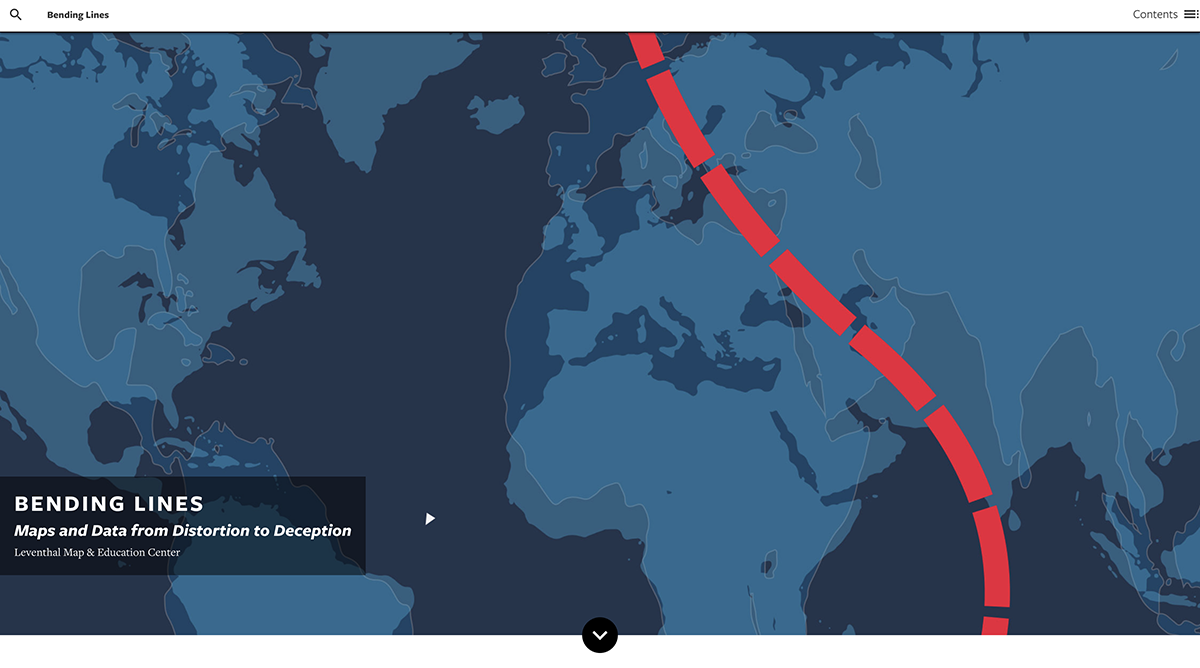 Bending Lines
Contents
BENDING LINES
Maps and Data from Distortion to Deception
Leventhal Map & Education Center